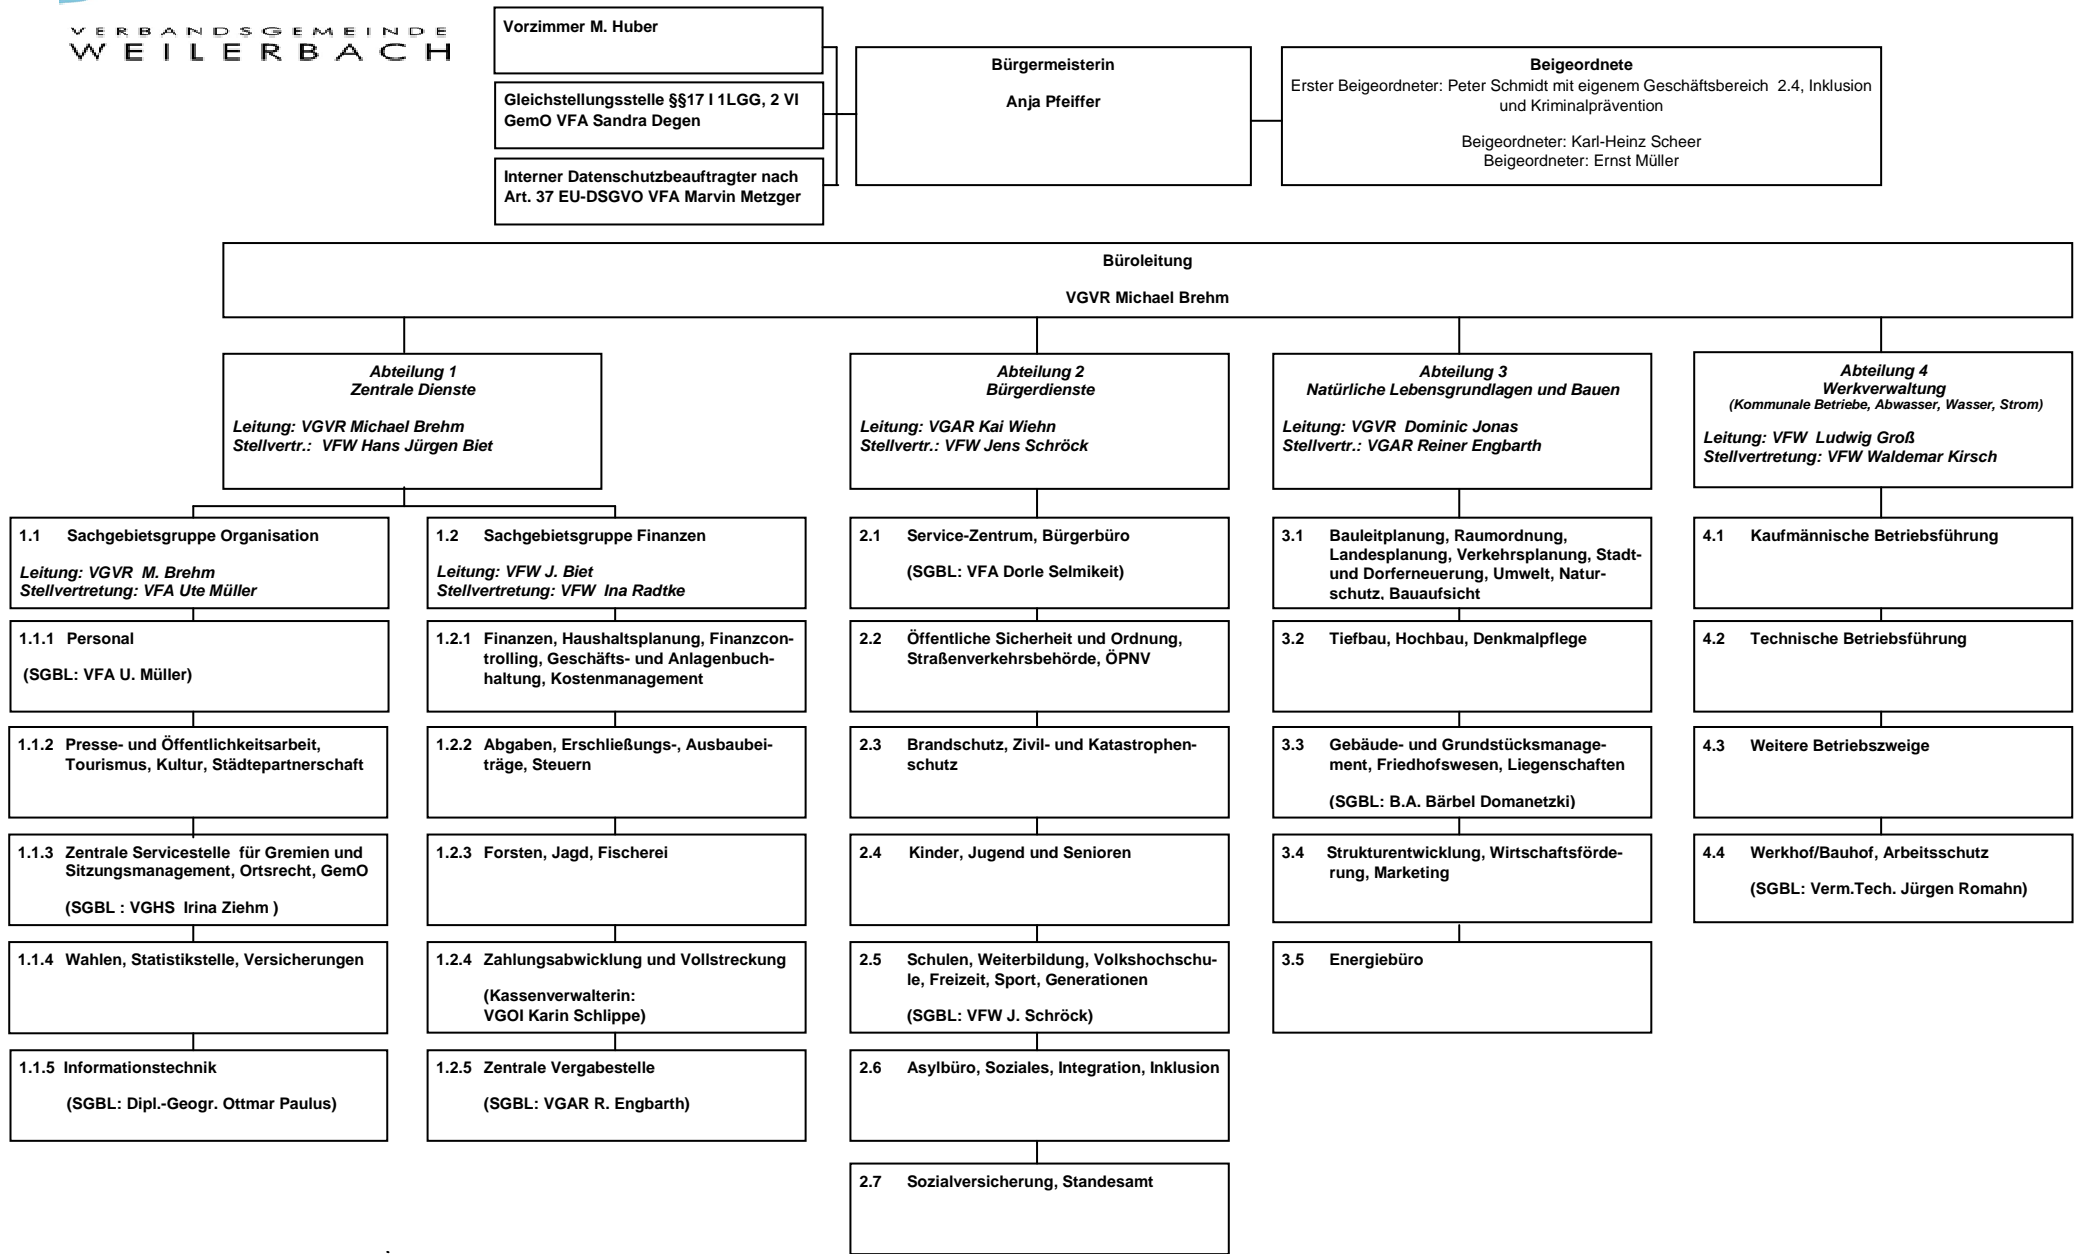 VERBANDSGEMEINDE
WEILERBACH
Vorzimmer M. Huber
Gleichstellungsstelle §§17 I 1LGG, 2 VI
GemO VFA Sandra Degen
Interner Datenschutzbeauftragter nach
Art. 37 EU-DSGVO VFA Marvin Metzger
Bürgermeisterin
Anja Pfeiffer
Beigeordnete
Erster Beigeordneter: Peter Schmidt mit eigenem Geschäftsbereich 2.4, Inklusion
und Kriminalprävention
Beigeordneter: Karl-Heinz Scheer
Beigeordneter: Ernst Müller
Büroleitung
VGVR Michael Brehm
Abteilung 1
Zentrale Dienste
Leitung: VGVR Michael Brehm
Stellvertr.: VFW Hans Jürgen Biet
Abteilung 2
Bürgerdienste
Leitung: VGAR Kai Wiehn
Stellvertr.: VFW Jens Schröck
Abteilung 3
Natürliche Lebensgrundlagen und Bauen
Leitung: VGVR Dominic Jonas
Stellvertr.: VGAR Reiner Engbarth
Abteilung 4
Werkverwaltung
(Kommunale Betriebe, Abwasser, Wasser, Strom)
Leitung: VFW Ludwig Groß
Stellvertretung: VFW Waldemar Kirsch
1.1 Sachgebietsgruppe Organisation
Leitung: VGVR M. Brehm
Stellvertretung: VFA Ute Müller
1.1.1 Personal
(SGBL: VFA U. Müller)
1.1.2 Presse- und Öffentlichkeitsarbeit,
Tourismus, Kultur, Städtepartnerschaft
1.1.3 Zentrale Servicestelle für Gremien und
Sitzungsmanagement, Ortsrecht, GemO
(SGBL : VGHS Irina Ziehm )
1.1.4 Wahlen, Statistikstelle, Versicherungen
1.1.5 Informationstechnik
(SGBL: Dipl.-Geogr. Ottmar Paulus)
1.2 Sachgebietsgruppe Finanzen
Leitung: VFW J. Biet
Stellvertretung: VFW Ina Radtke
1.2.1 Finanzen, Haushaltsplanung, Finanzcon-
trolling, Geschäfts- und Anlagenbuch-
haltung, Kostenmanagement
1.2.2 Abgaben, Erschließungs-, Ausbaubei-
träge, Steuern
1.2.3 Forsten, Jagd, Fischerei
1.2.4 Zahlungsabwicklung und Vollstreckung
(Kassenverwalterin:
VGOI Karin Schlippe)
1.2.5 Zentrale Vergabestelle
(SGBL: VGAR R. Engbarth)
2.1 Service-Zentrum, Bürgerbüro
(SGBL: VFA Dorle Selmikeit)
2.2 Öffentliche Sicherheit und Ordnung,
Straßenverkehrsbehörde, ÖPNV
2.3 Brandschutz, Zivil- und Katastrophen-
schutz
2.4 Kinder, Jugend und Senioren
2.5 Schulen, Weiterbildung, Volkshochschu-
le, Freizeit, Sport, Generationen
(SGBL: VFW J. Schröck)
2.6 Asylbüro, Soziales, Integration, Inklusion
2.7 Sozialversicherung, Standesamt
3.1 Bauleitplanung, Raumordnung,
Landesplanung, Verkehrsplanung, Stadt-
und Dorferneuerung, Umwelt, Natur-
schutz, Bauaufsicht
3.2 Tiefbau, Hochbau, Denkmalpflege
3.3 Gebäude- und Grundstücksmanage-
ment, Friedhofswesen, Liegenschaften
(SGBL: B.A. Bärbel Domanetzki)
3.4 Strukturentwicklung, Wirtschaftsförde-
rung, Marketing
3.5 Energiebüro
4.1 Kaufmännische Betriebsführung
4.2 Technische Betriebsführung
4.3 Weitere Betriebszweige
4.4 Werkhof/Bauhof, Arbeitsschutz
(SGBL: Verm.Tech. Jürgen Romahn)